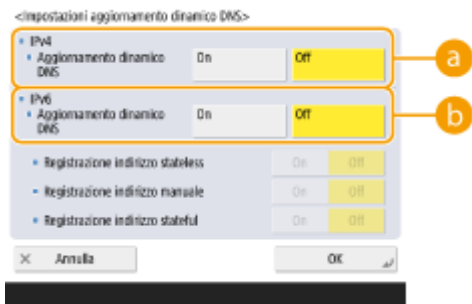 <Impostazioni aggiornamento dinamico DNS>
IPv4
Aggiornamento dinamico DNS
On
Off
a
IPv6
Aggiornamento dinamico DNS
On
Off
b
Registrazione indirizzo stateless
On
Off
Registrazione indirizzo manuale
On
Off
Registrazione indirizzo stateful
On
Off
Annulla
OK